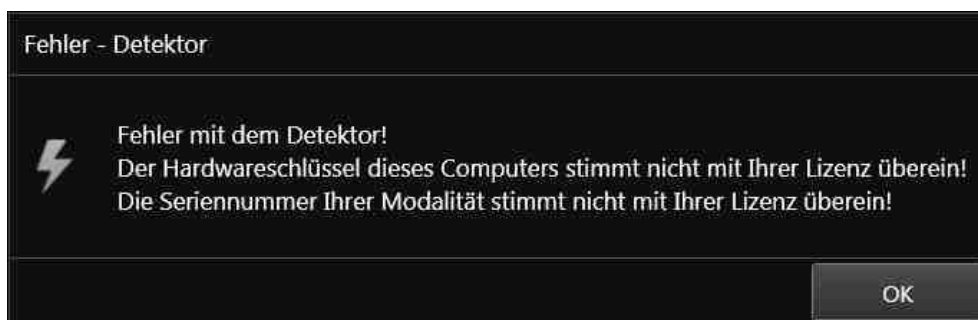 Fehler - Detektor
Fehler mit dem Detektor!
Der Hardwareschlüssel dieses Computers stimmt nicht mit Ihrer Lizenz überein!
Die Seriennummer Ihrer Modalität stimmt nicht mit Ihrer Lizenz überein!
OK